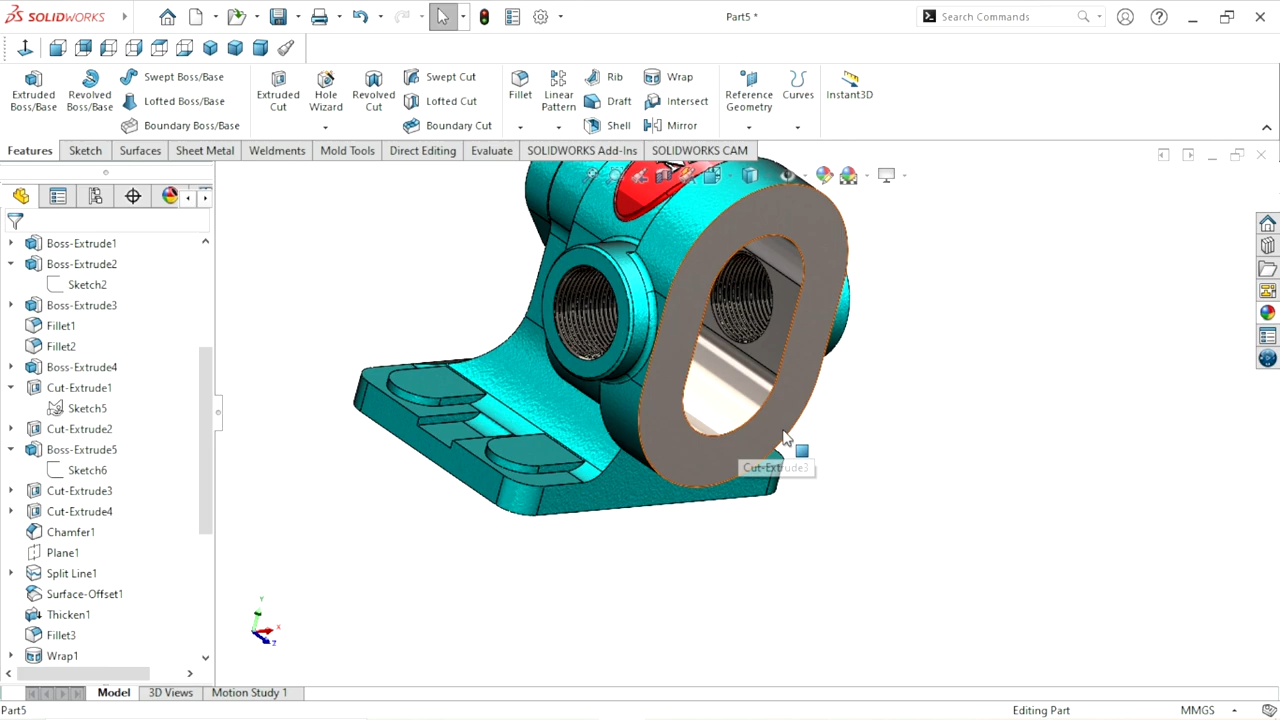 SOLIDWORKS
Part5 *
Search Commands
Extruded Boss/Base
Revolved Boss/Base
Swept Boss/Base
Lofted Boss/Base
Boundary Boss/Base
Extruded Cut
Hole Wizard
Revolved Cut
Swept Cut
Lofted Cut
Boundary Cut
Fillet
Linear Pattern
Rib
Draft
Shell
Wrap
Intersect
Mirror
Reference Geometry
Curves
Instant3D
Features
Sketch
Surfaces
Sheet Metal
Weldments
Mold Tools
Direct Editing
Evaluate
SOLIDWORKS Add-Ins
SOLIDWORKS CAM
Boss-Extrude1
Boss-Extrude2
Sketch2
Boss-Extrude3
Fillet1
Fillet2
Boss-Extrude4
Cut-Extrude1
Sketch5
Cut-Extrude2
Boss-Extrude5
Sketch6
Cut-Extrude3
Cut-Extrude4
Chamfer1
Plane1
Split Line1
Surface-Offset1
Thicken1
Fillet3
Wrap1
Cut-Extrude3
Y
X
Z
Model
3D Views
Motion Study 1
Part5
Editing Part
MMGS